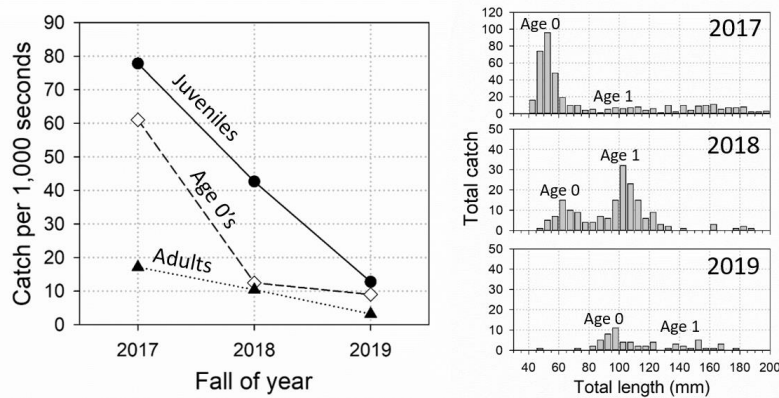 90
80
70
60
50
40
30
20
10
0
Catch per 1,000 seconds
Juveniles
Age 0's
Adults
2017 2018 2019
Fall of year
120
100
80
60
40
20
0
Age 0
Age 1
2017
50
40
30
20
10
0
Age 0
Age 1
2018
50
40
30
20
10
0
Age 0
Age 1
2019
Total catch
40 60 80 100 120 140 160 180 200
Total length (mm)